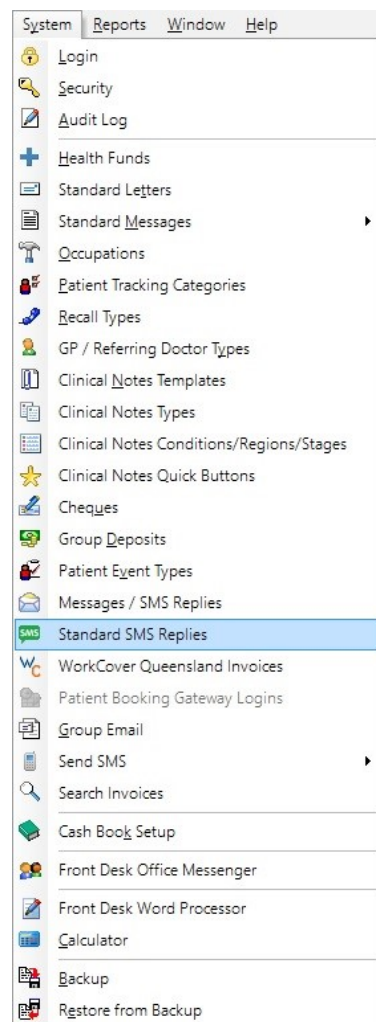 System Reports Window Help
Login
Security
Audit Log
Health Funds
Standard Letters
Standard Messages
Occupations
Patient Tracking Categories
Recall Types
GP / Referring Doctor Types
Clinical Notes Templates
Clinical Notes Types
Clinical Notes Conditions/Regions/Stages
Clinical Notes Quick Buttons
Cheques
Group Deposits
Patient Event Types
Messages / SMS Replies
SMS Standard SMS Replies
WC WorkCover Queensland Invoices
Patient Booking Gateway Logins
Group Email
Send SMS
Search Invoices
Cash Book Setup
Front Desk Office Messenger
Front Desk Word Processor
Calculator
Backup
Restore from Backup